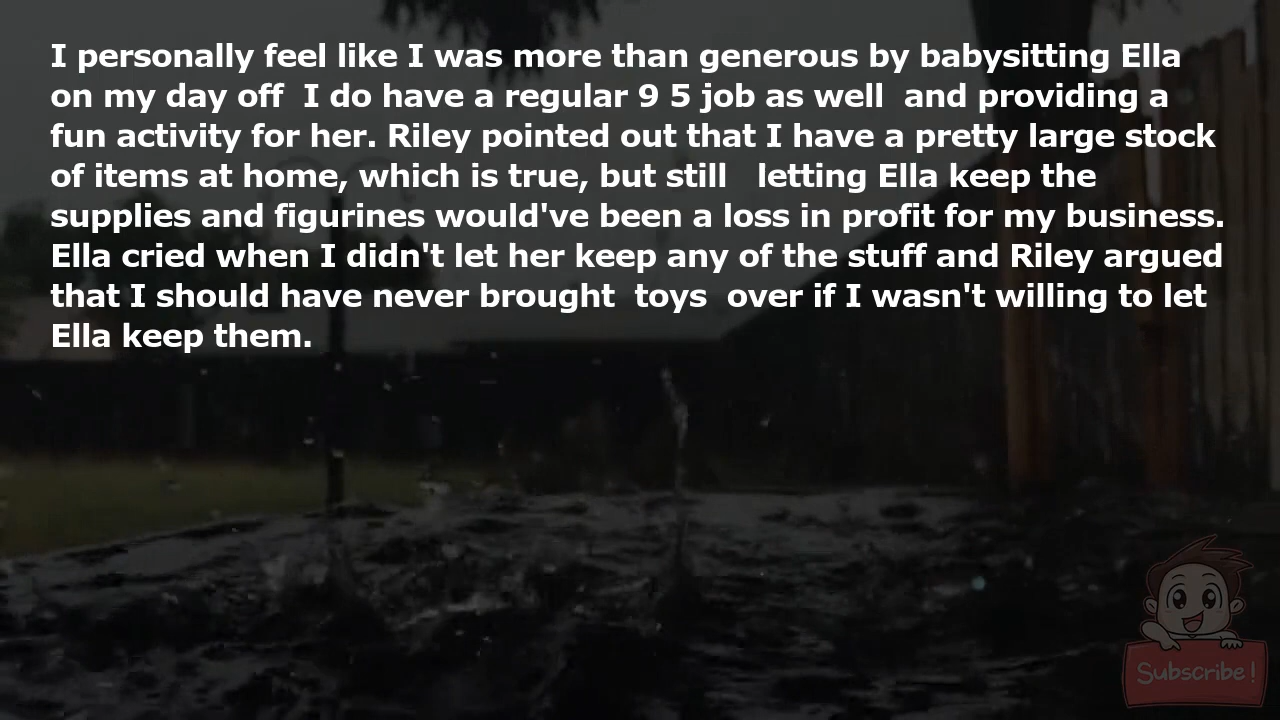 I personally feel like I was more than generous by babysitting Ella
on my day off  I do have a regular 9 5 job as well  and providing a
fun activity for her. Riley pointed out that I have a pretty large stock
of items at home, which is true, but still   letting Ella keep the
supplies and figurines would've been a loss in profit for my business.
Ella cried when I didn't let her keep any of the stuff and Riley argued
that I should have never brought  toys  over if I wasn't willing to let
Ella keep them.
Subscribe!